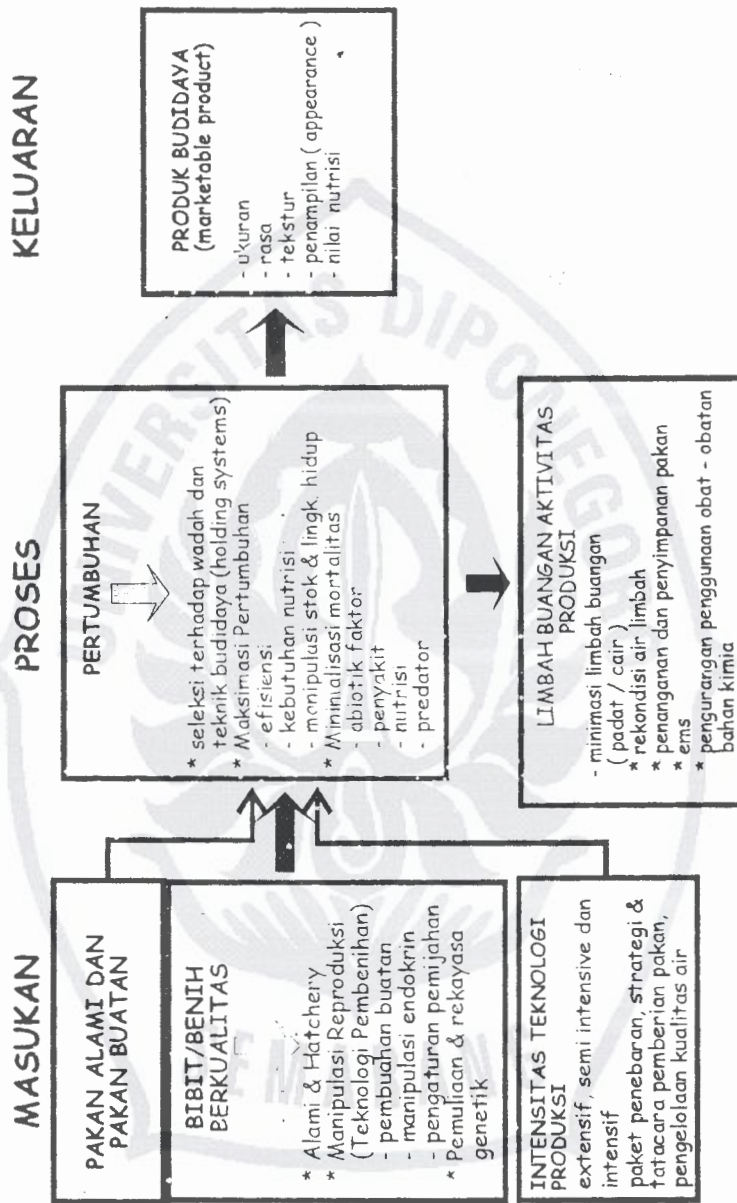 MASUKAN
PAKAN ALAMI DAN
PAKAN BUATAN
BIBIT/BENIH
BERKUALITAS
* Alami & Hatchery
* Manipulasi Reproduksi
(Teknologi Pembenihan)
- pembuahan buatan
- manipulasi endokrin
- pengaturan pemijahan
* Pemuliaan & rekayasa
genetik
INTENSITAS TEKNOLOGI
PRODUKSI
extensif, semi intensive dan
intensif
paket penebaran, strategi &
tatacara pemberian pakan,
pengelolaan kualitas air
PROSES
PERTUMBUHAN
* seleksi terhadap wadah dan
teknik budidaya (holding systems)
* Maksimasi Pertumbuhan
- efisiensi
- kebutuhan nutrisi
- manipulasi stok & lingk. hidup
* Minimalisasi mortalitas
- abiotik faktor
- penyakit
- nutrisi
- predator
LIMBAH BUANGAN AKTIVITAS
PRODUKSI
- minimasi limbah buangan
( padat / cair )
* rekondisi air limbah
* penanganan dan penyimpanan pakan
* ems
* pengurangan penggunaan obat - obatan
bahan kimia
KELUARAN
PRODUK BUDIDAYA
(marketable product)
- ukuran
- rasa
- tekstur
- penampilan ( appearance )
- nilai nutrisi
UNIVERSITAS DIPONEGORO
SEMARANG